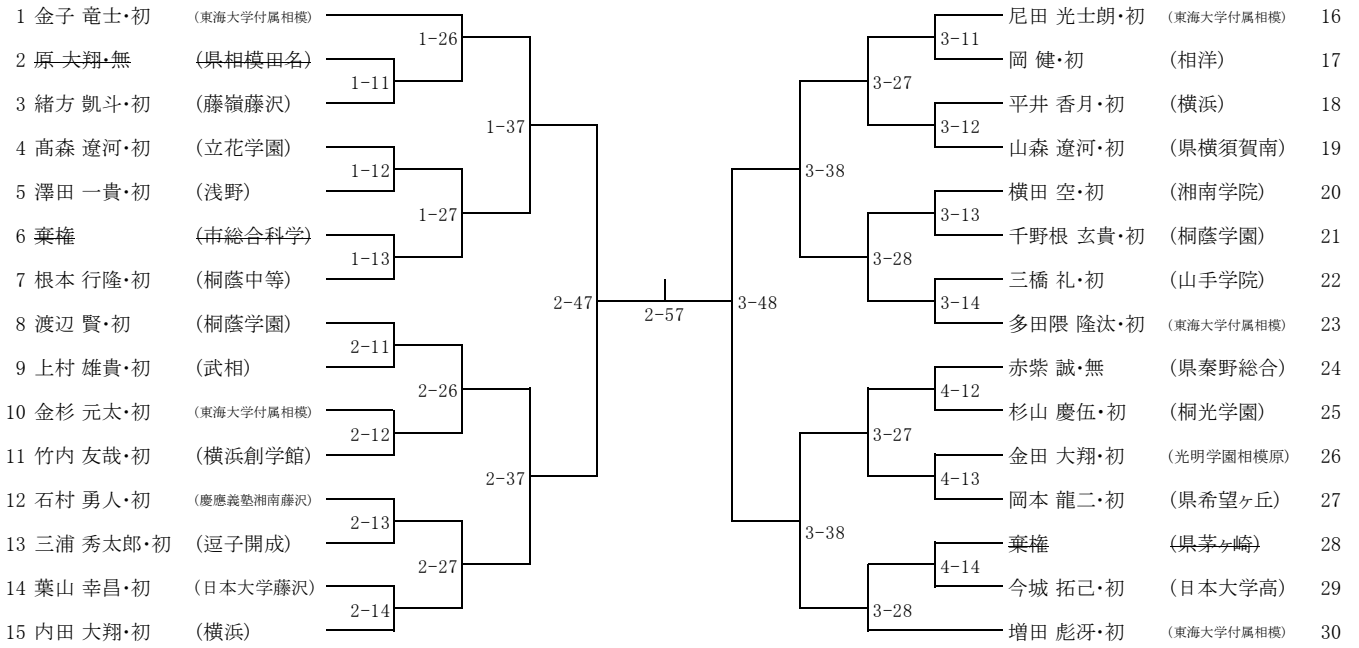 1 金子 竜士・初 (東海大学付属相模)
2 原 大翔・無 (県相模田名)
3 緒方 凱斗・初 (藤嶺藤沢)
4 髙森 遼河・初 (立花学園)
5 澤田 一貴・初 (浅野)
6 棄権 (市総合科学)
7 根本 行隆・初 (桐蔭中等)
8 渡辺 賢・初 (桐蔭学園)
9 上村 雄貴・初 (武相)
10 金杉 元太・初 (東海大学付属相模)
11 竹内 友哉・初 (横浜創学館)
12 石村 勇人・初 (慶應義塾湘南藤沢)
13 三浦 秀太郎・初 (逗子開成)
14 葉山 幸昌・初 (日本大学藤沢)
15 内田 大翔・初 (横浜)
1-26
1-11
1-37
1-12
1-27
1-13
2-47
2-11
2-26
2-12
2-37
2-13
2-27
2-14
2-57
3-11
3-27
3-12
3-38
3-13
3-28
3-14
3-48
4-12
3-27
4-13
3-38
4-14
3-28
尼田 光士朗・初 (東海大学付属相模) 16
岡 健・初 (相洋) 17
平井 香月・初 (横浜) 18
山森 遼河・初 (県横須賀南) 19
横田 空・初 (湘南学院) 20
千野根 玄貴・初 (桐蔭学園) 21
三橋 礼・初 (山手学院) 22
多田隈 隆汰・初 (東海大学付属相模) 23
赤柴 誠・無 (県秦野総合) 24
杉山 慶伍・初 (桐光学園) 25
金田 大翔・初 (光明学園相模原) 26
岡本 龍二・初 (県希望ヶ丘) 27
棄権 (県茅ヶ崎) 28
今城 拓己・初 (日本大学高) 29
増田 彪冴・初 (東海大学付属相模) 30